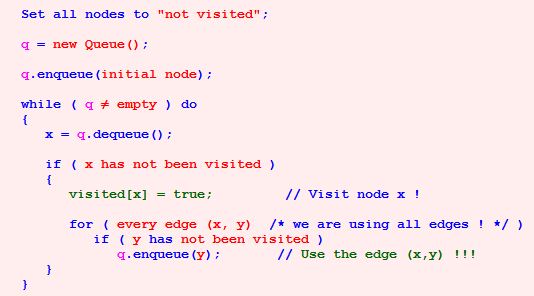 Set all nodes to "not visited";
q = new Queue();
q.enqueue(initial node);
while ( q ≠ empty ) do
{
x = q.dequeue();
if ( x has not been visited )
{
visited[x] = true; // Visit node x !
for ( every edge (x, y) /* we are using all edges ! */ )
if ( y has not been visited )
q.enqueue(y); // Use the edge (x,y) !!!
}
}